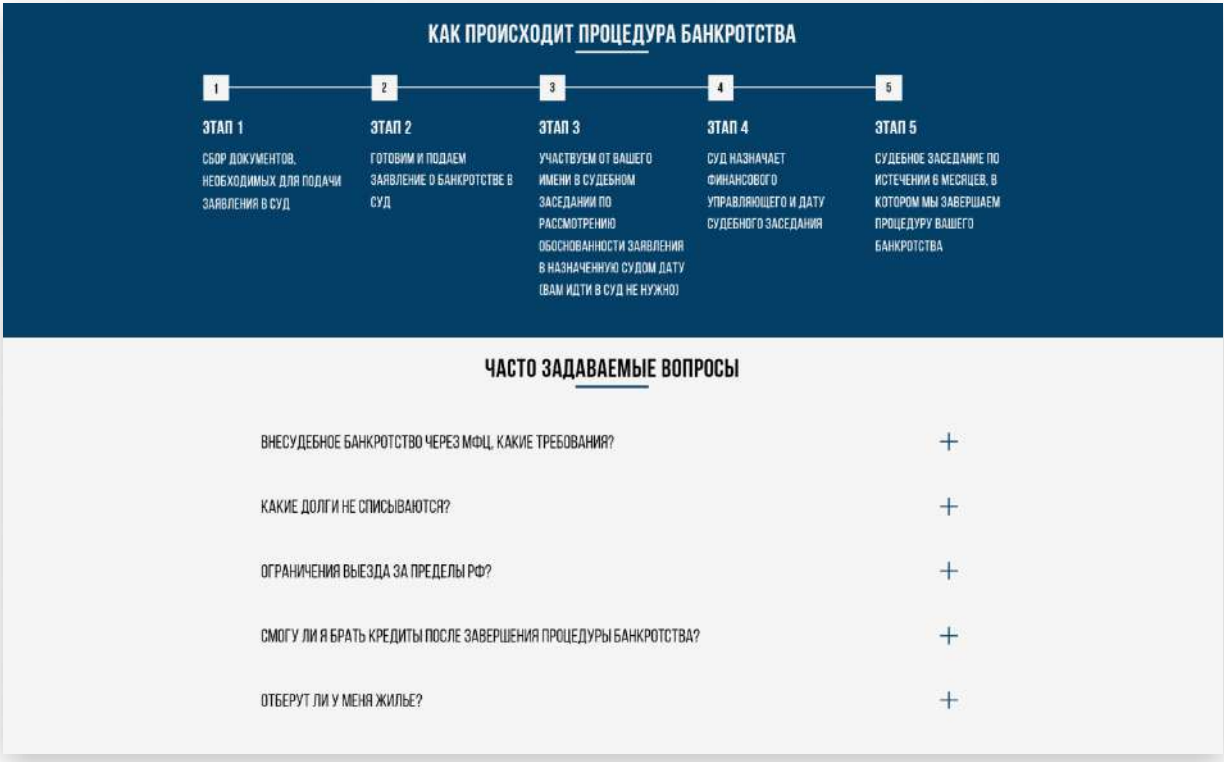 КАК ПРОИСХОДИТ ПРОЦЕДУРА БАНКРОТСТВА
1
2
3
4
5
ЭТАП 1
СБОР ДОКУМЕНТОВ,
НЕОБХОДИМЫХ ДЛЯ ПОДАЧИ
ЗАЯВЛЕНИЯ В СУД
ЭТАП 2
ГОТОВИМ И ПОДАЕМ
ЗАЯВЛЕНИЕ О БАНКРОТСТВЕ В
СУД
ЭТАП 3
УЧАСТВУЕМ ОТ ВАШЕГО
ИМЕНИ В СУДЕБНОМ
ЗАСЕДАНИИ ПО
РАССМОТРЕНИЮ
ОБОСНОВАННОСТИ ЗАЯВЛЕНИЯ
В НАЗНАЧЕННУЮ СУДОМ ДАТУ
(ВАМ ИДТИ В СУД НЕ НУЖНО)
ЭТАП 4
СУД НАЗНАЧАЕТ
ФИНАНСОВОГО
УПРАВЛЯЮЩЕГО И ДАТУ
СУДЕБНОГО ЗАСЕДАНИЯ
ЭТАП 5
СУДЕБНОЕ ЗАСЕДАНИЕ ПО
ИСТЕЧЕНИИ 6 МЕСЯЦЕВ, В
КОТОРОМ МЫ ЗАВЕРШАЕМ
ПРОЦЕДУРУ ВАШЕГО
БАНКРОТСТВА
ЧАСТО ЗАДАВАЕМЫЕ ВОПРОСЫ
ВНЕСУДЕБНОЕ БАНКРОТСТВО ЧЕРЕЗ МФЦ, КАКИЕ ТРЕБОВАНИЯ?
КАКИЕ ДОЛГИ НЕ СПИСЫВАЮТСЯ?
ОГРАНИЧЕНИЯ ВЫЕЗДА ЗА ПРЕДЕЛЫ РФ?
СМОГУ ЛИ Я БРАТЬ КРЕДИТЫ ПОСЛЕ ЗАВЕРШЕНИЯ ПРОЦЕДУРЫ БАНКРОТСТВА?
ОТБЕРУТ ЛИ У МЕНЯ ЖИЛЬЕ?